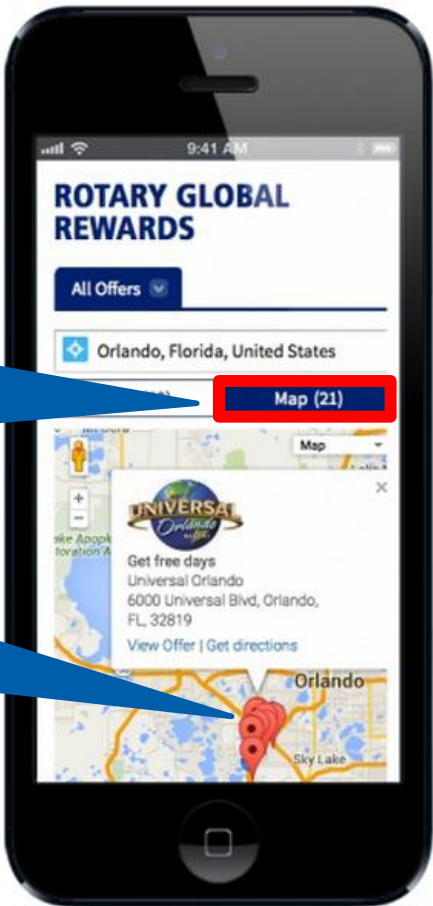 9:41 AM
ROTARY GLOBAL
REWARDS
All Offers
Orlando, Florida, United States
Map (21)
Map
UNIVERSAL
Orlando
Get free days
Universal Orlando
6000 Universal Blvd, Orlando,
FL, 32819
View Offer | Get directions
Orlando
Sky Lake